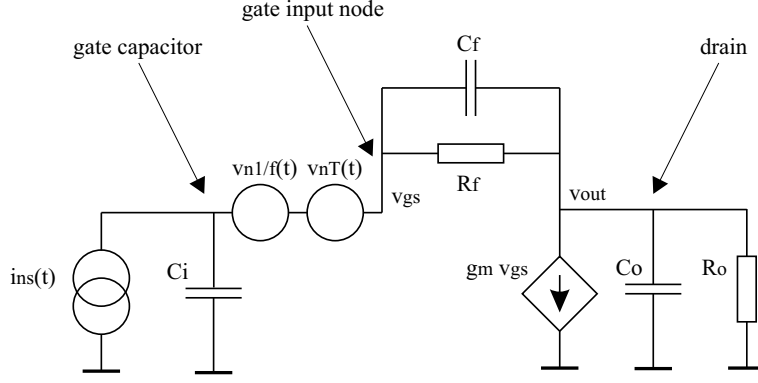 gate input node
gate capacitor
Cf
drain
vn1/f(t)
vnT(t)
Rf
vgs
vout
ins(t)
Ci
gm vgs
Co
Ro